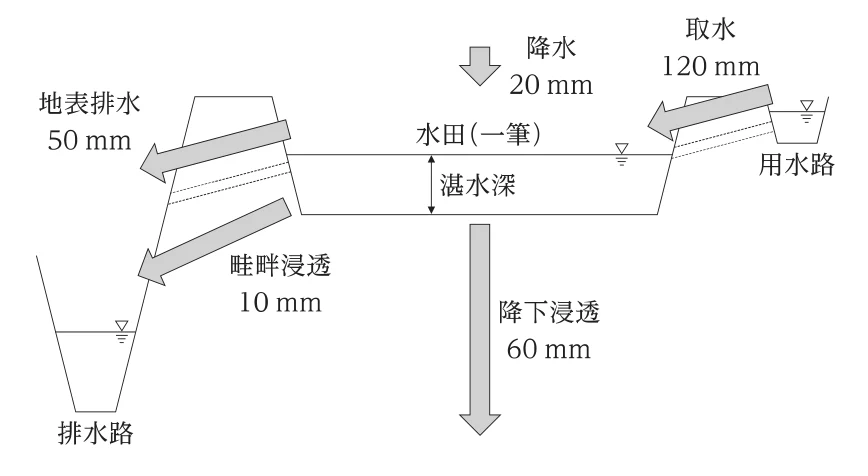 降水
20 mm
取水
120 mm
地表排水
50 mm
水田(一筆)
用水路
湛水深
畦畔浸透
10 mm
降下浸透
60 mm
排水路